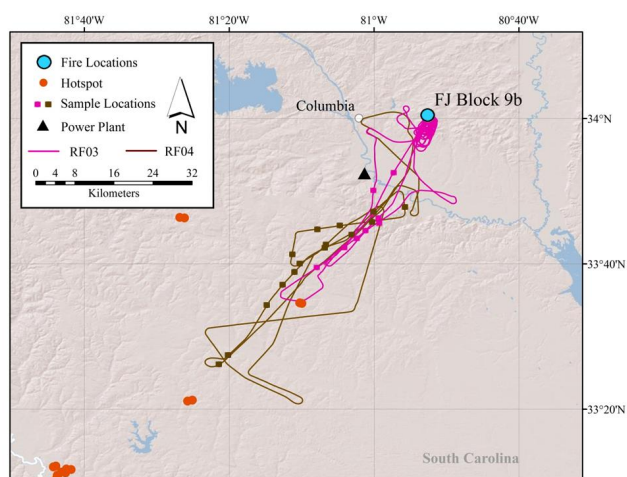 81°40' 81°20' 81°0' 80°40'
Fire Locations
Hotspot
Sample Locations
Power Plant
N
RF03 RF04
0 4 8 16 24 32
Kilometers
Columbia
FJ Block 9b
34°N
33°40'
33°20'
South Carolina